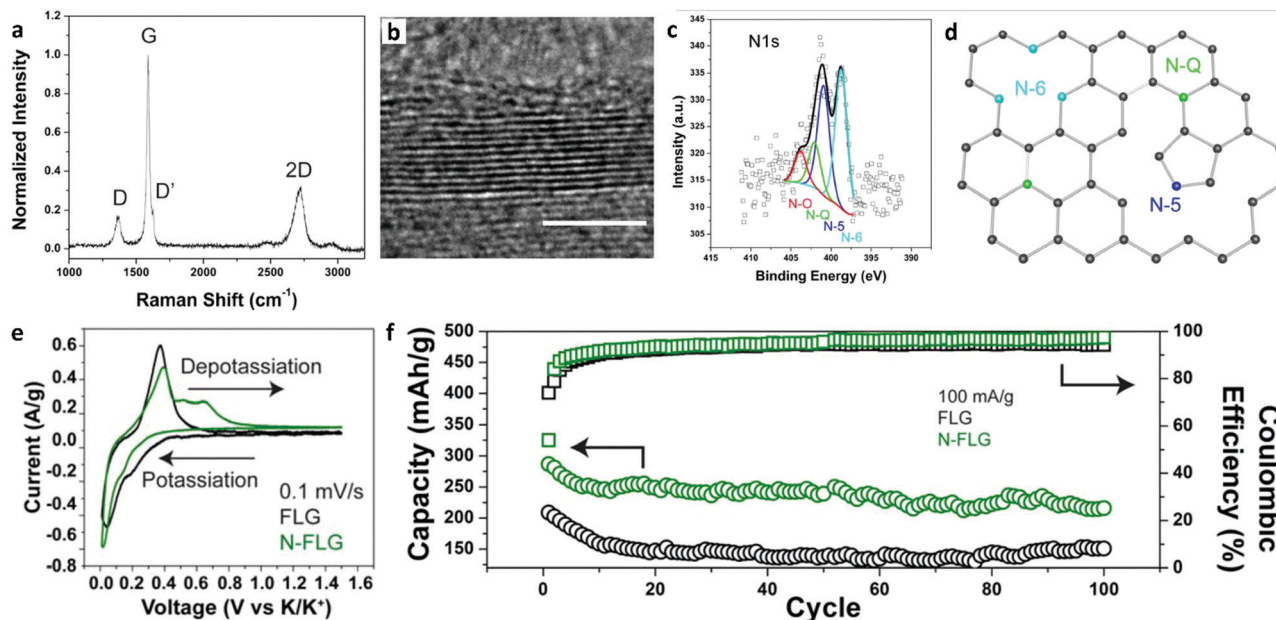 a
Normalized Intensity
1.2
1.0
0.8
0.6
0.4
0.2
0.0
G
D
D'
2D
1000 1500 2000 2500 3000
Raman Shift (cm⁻¹)
b
c
N1s
Intensity (a.u.)
345
340
335
330
325
320
315
310
N-O
N-Q
N-5
N-6
415 410 405 400 395 390
Binding Energy (eV)
d
N-6
N-Q
N-5
e
Current (A/g)
0.6
0.4
0.2
0.0
-0.2
-0.4
-0.6
-0.8
Depotassiation
Potassiation
0.1 mV/s
FLG
N-FLG
0.0 0.2 0.4 0.6 0.8 1.0 1.2 1.4 1.6
Voltage (V vs K/K⁺)
f
Capacity (mAh/g)
500
450
400
350
300
250
200
150
100 mA/g
FLG
N-FLG
0 20 40 60 80 100
Cycle
100
80
60
40
20
0
Coulombic
Efficiency (%)